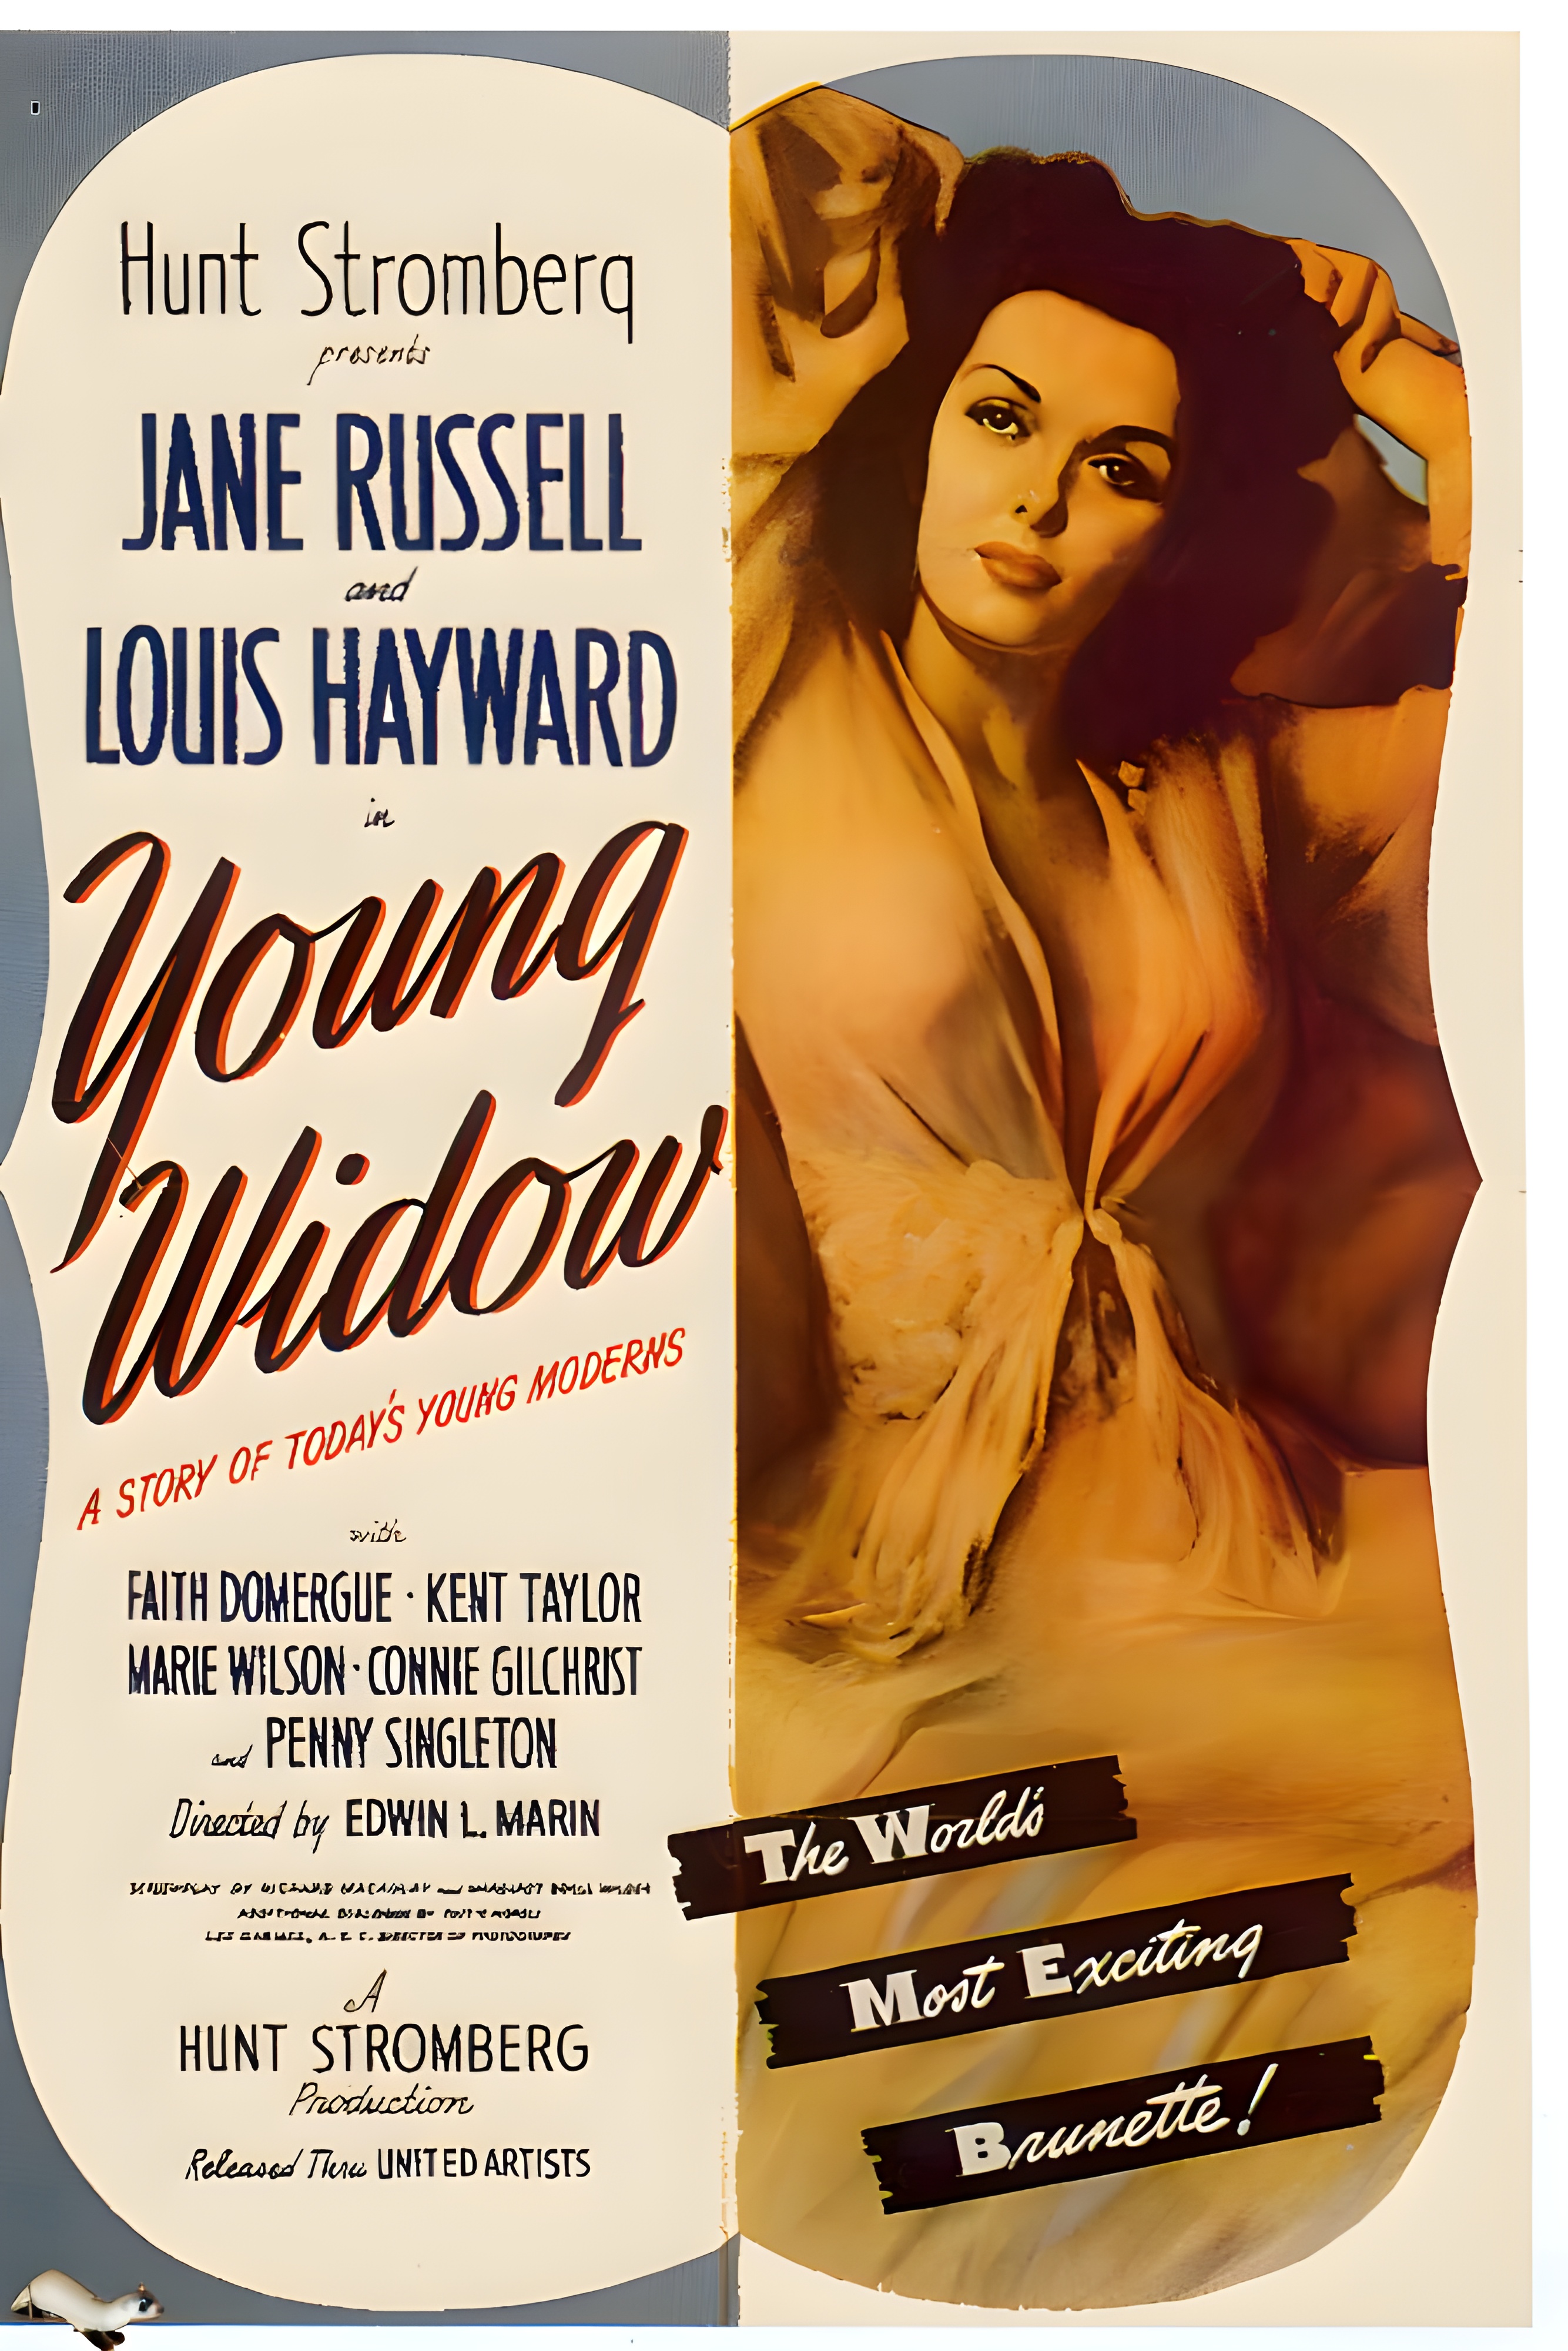 Hunt Stromberg
presents
JANE RUSSELL
and
LOUIS HAYWARD
in
Young
Widow
A STORY OF TODAY'S YOUNG MODERNS
with
FAITH DOMERGUE · KENT TAYLOR
MARIE WILSON · CONNIE GILCHRIST
and PENNY SINGLETON
Directed by EDWIN L. MARIN
A
HUNT STROMBERG
Production
Released Thru UNITED ARTISTS
The World's
Most Exciting
Brunette!